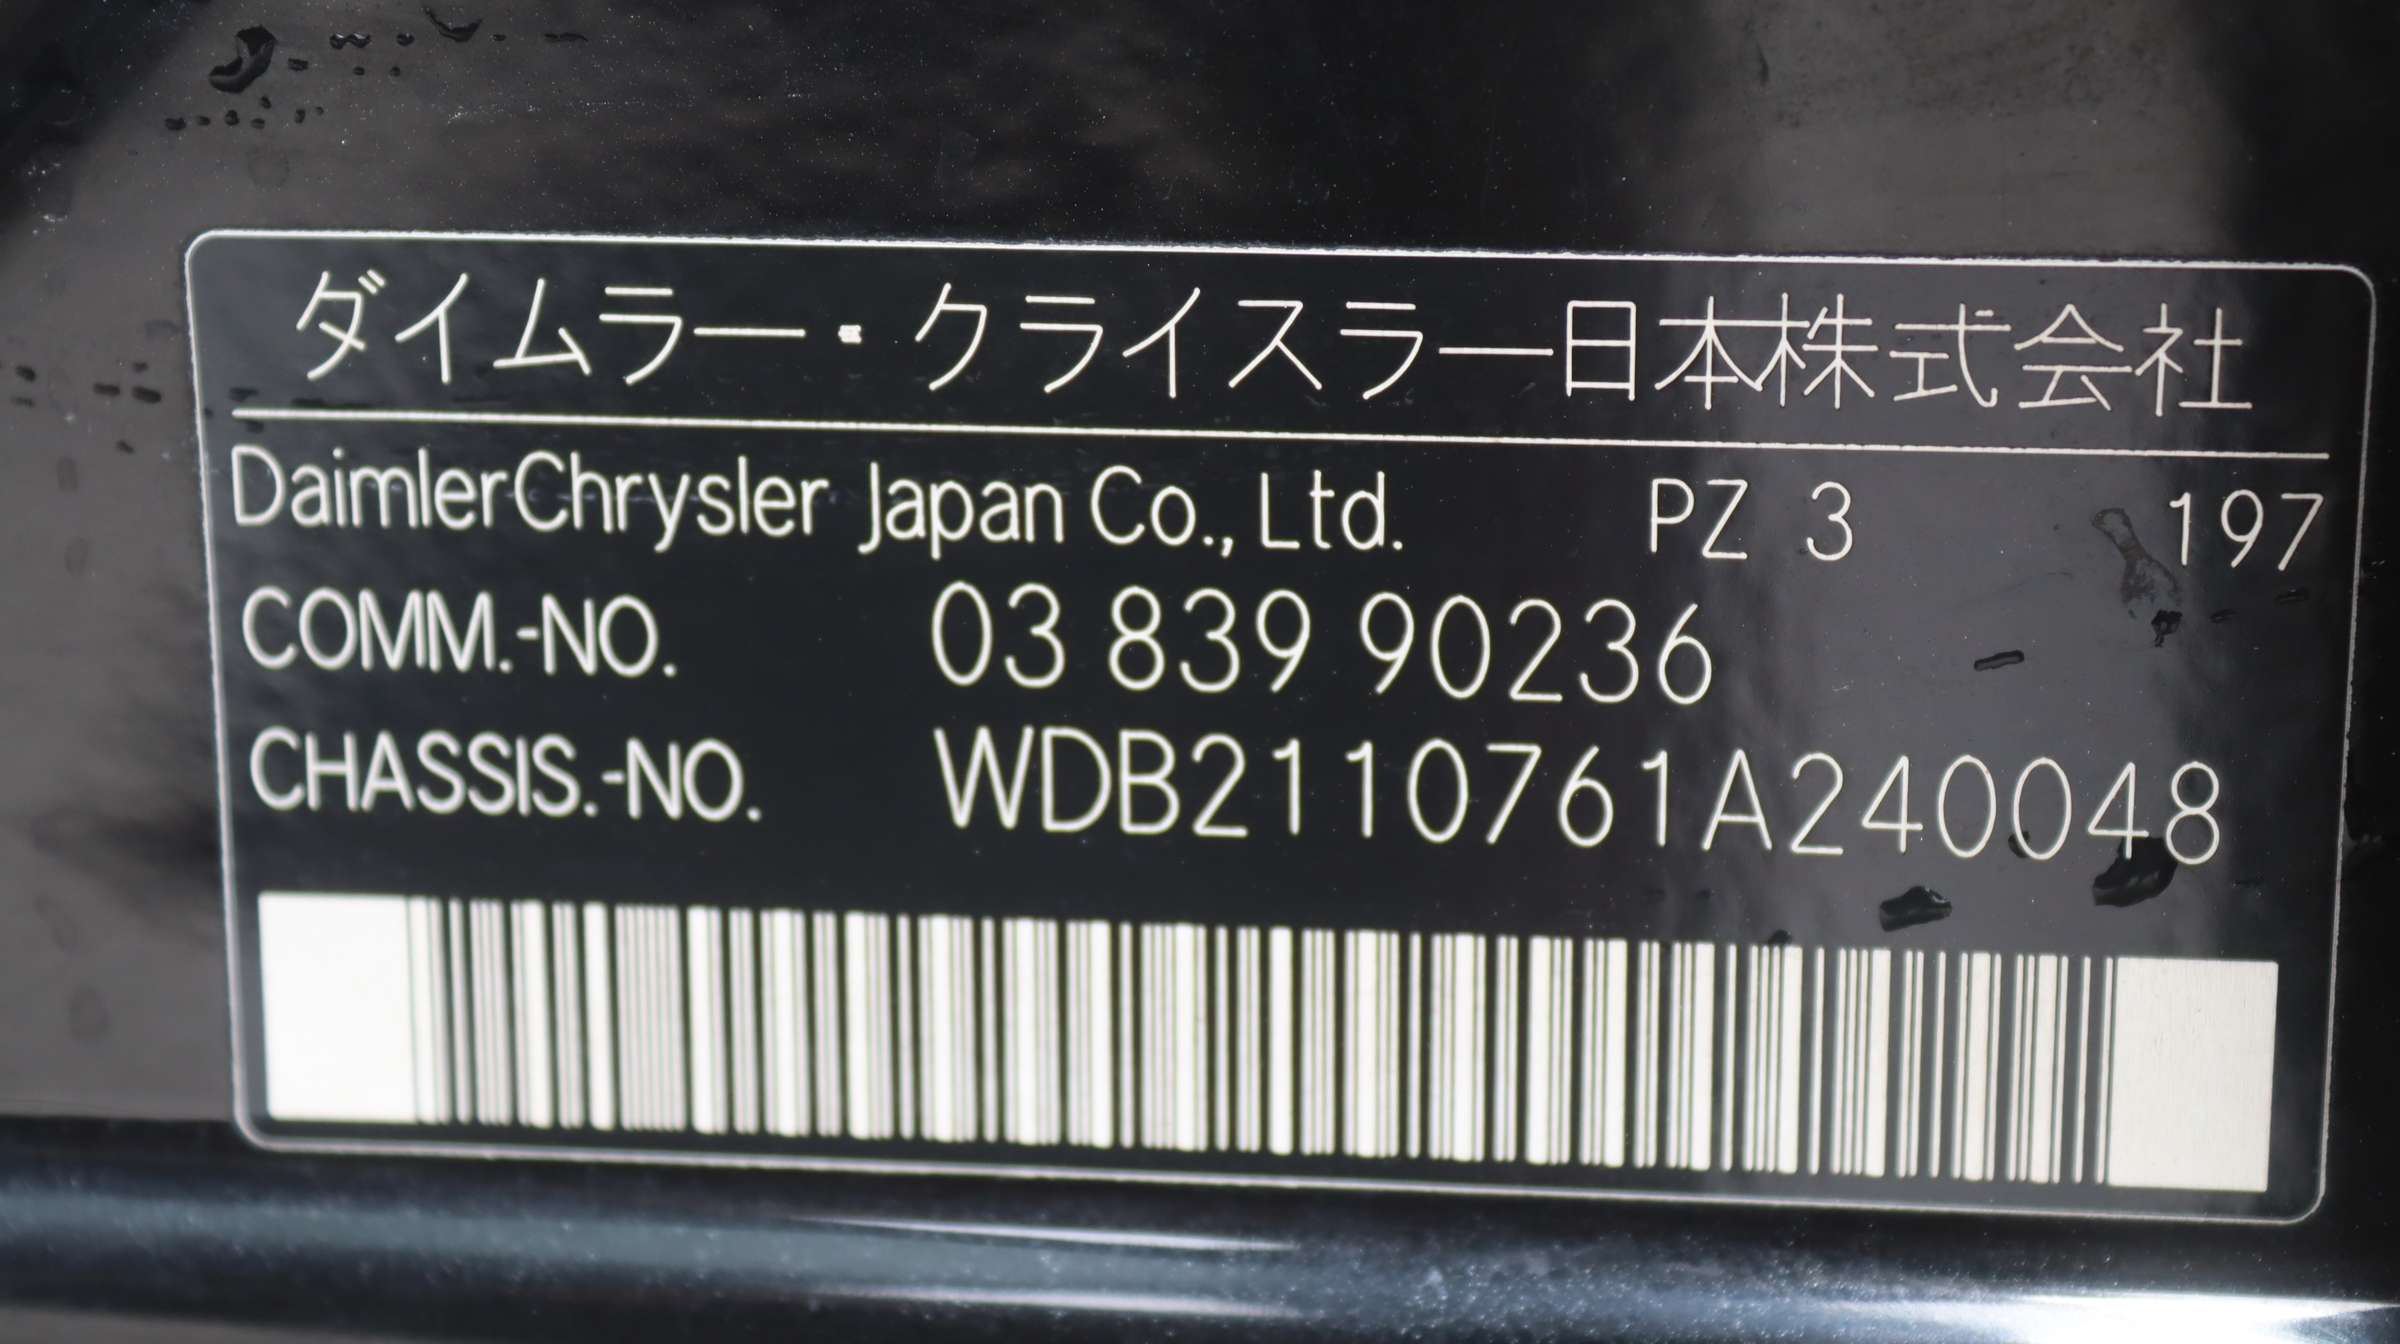 ダイムラー・クライスラー日本株式会社
DaimlerChrysler Japan Co., Ltd. PZ 3 197
COMM.-NO. 03 839 90236
CHASSIS.-NO. WDB2110761A240048